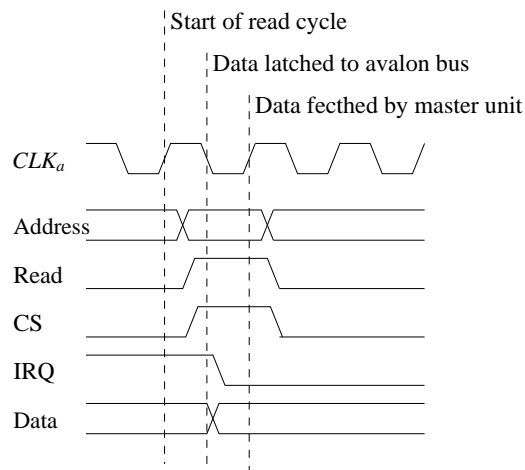 Start of read cycle
Data latched to avalon bus
Data fecthed by master unit
CLKa
Address
Read
CS
IRQ
Data